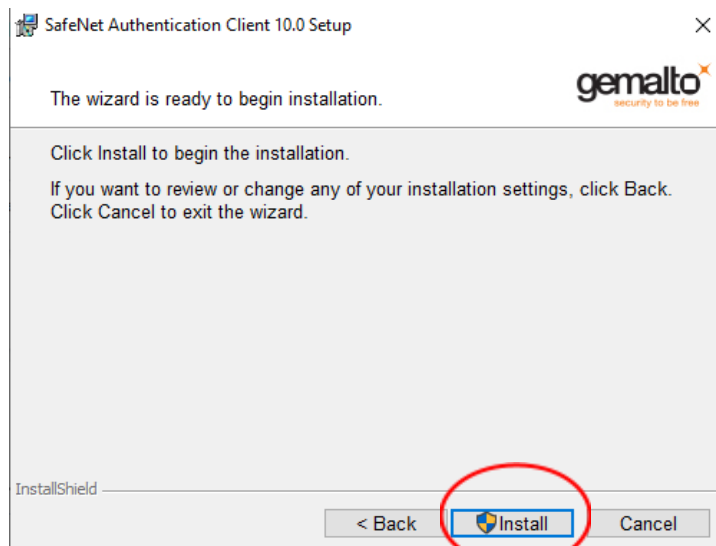 SafeNet Authentication Client 10.0 Setup
gemalto
security to be free
The wizard is ready to begin installation.
Click Install to begin the installation.
If you want to review or change any of your installation settings, click Back.
Click Cancel to exit the wizard.
InstallShield
< Back
Install
Cancel